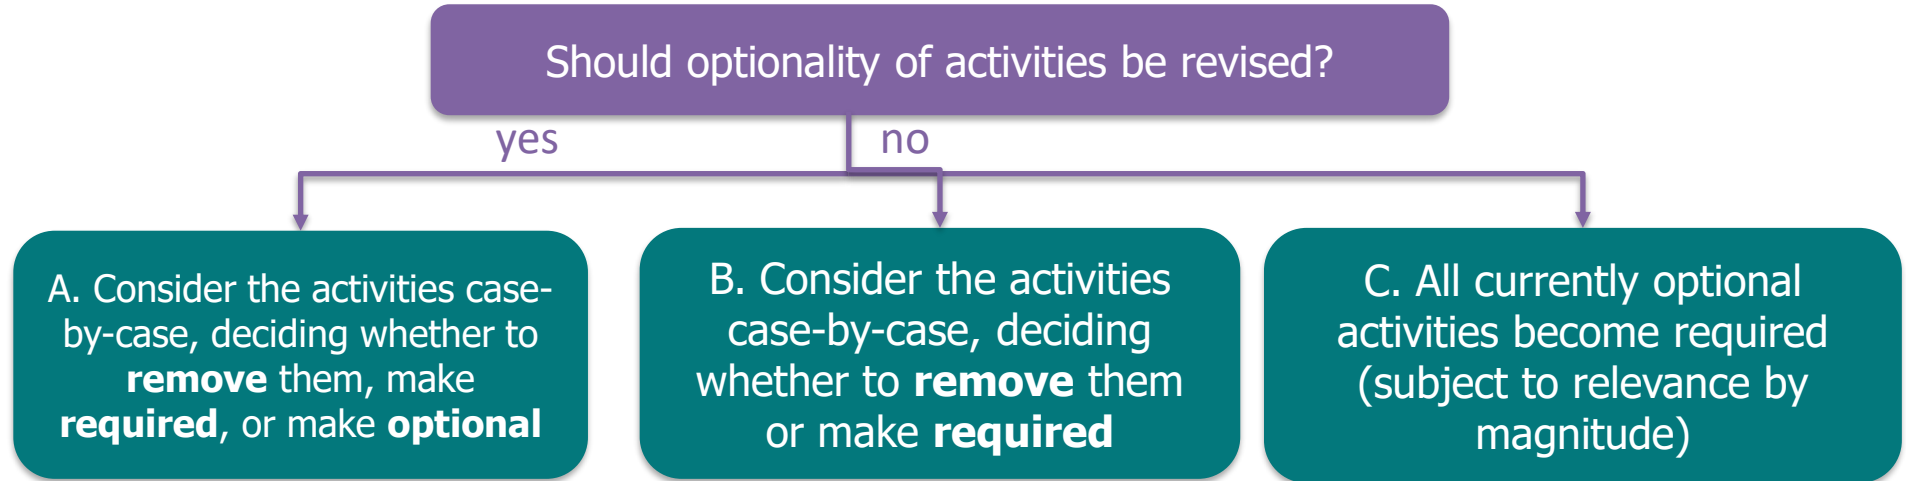 Should optionality of activities be revised?
yes
no
A. Consider the activities case-
by-case, deciding whether to
remove them, make
required, or make optional
B. Consider the activities
case-by-case, deciding
whether to remove them
or make required
C. All currently optional
activities become required
(subject to relevance by
magnitude)